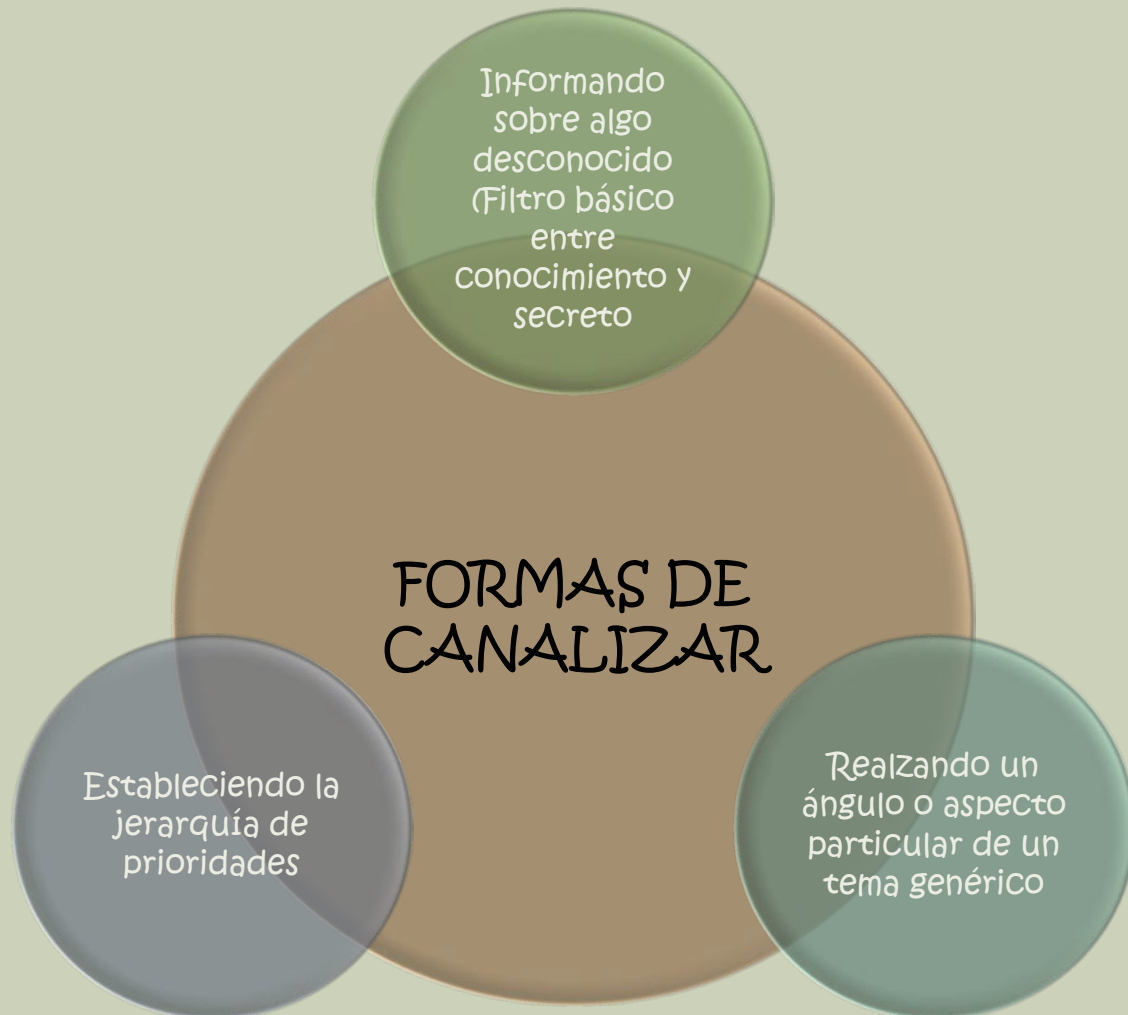 Informando
sobre algo
desconocido
(Filtro básico
entre
conocimiento y
secreto
FORMAS DE
CANALIZAR
Realzando un
ángulo o aspecto
particular de un
tema genérico
Estableciendo la
jerarquía de
prioridades